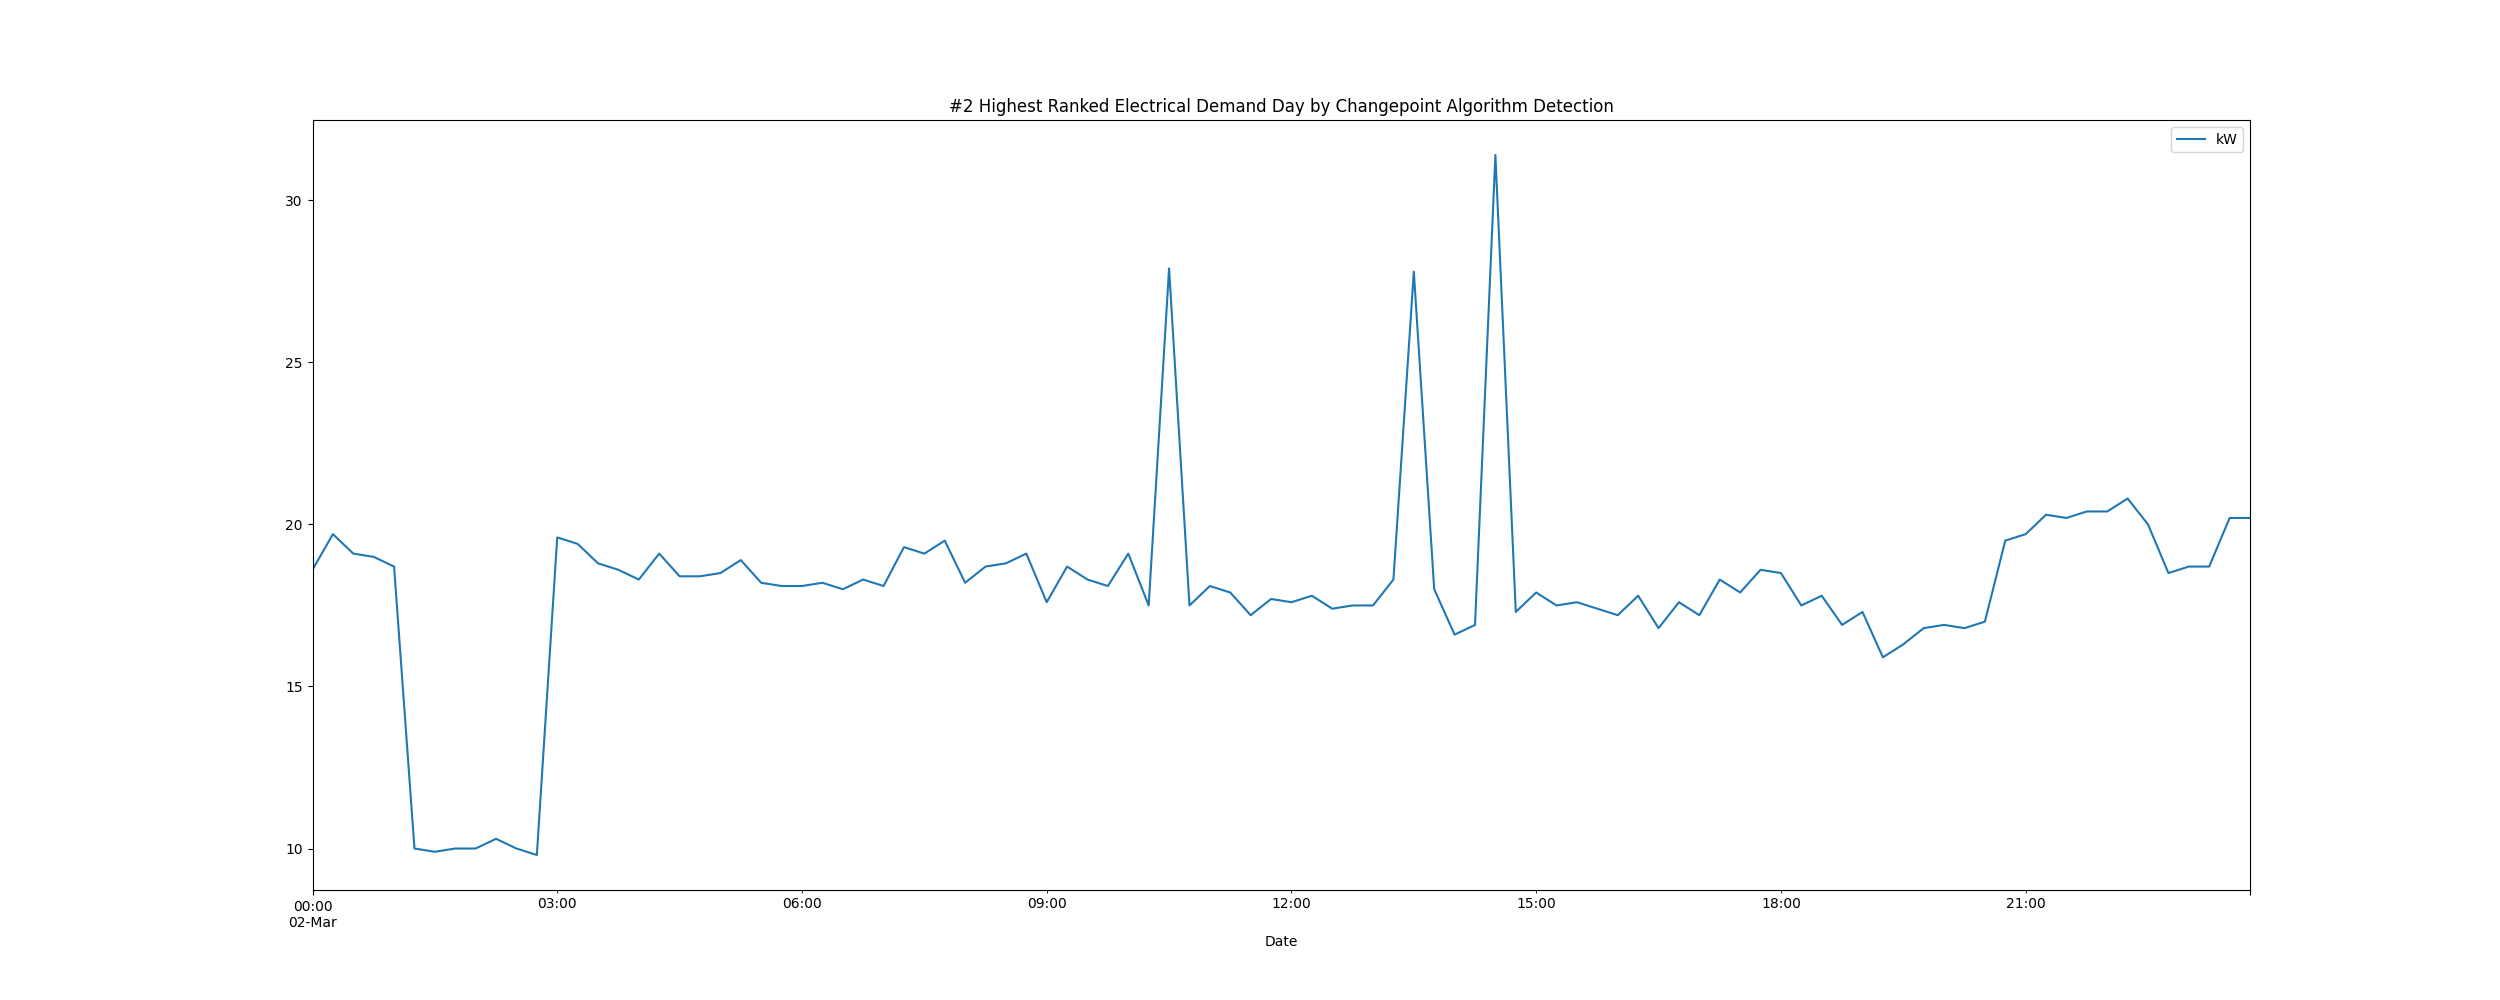 #2 Highest Ranked Electrical Demand Day by Changepoint Algorithm Detection
kW
30
25
20
15
10
00:00 03:00 06:00 09:00 12:00 15:00 18:00 21:00
02-Mar
Date